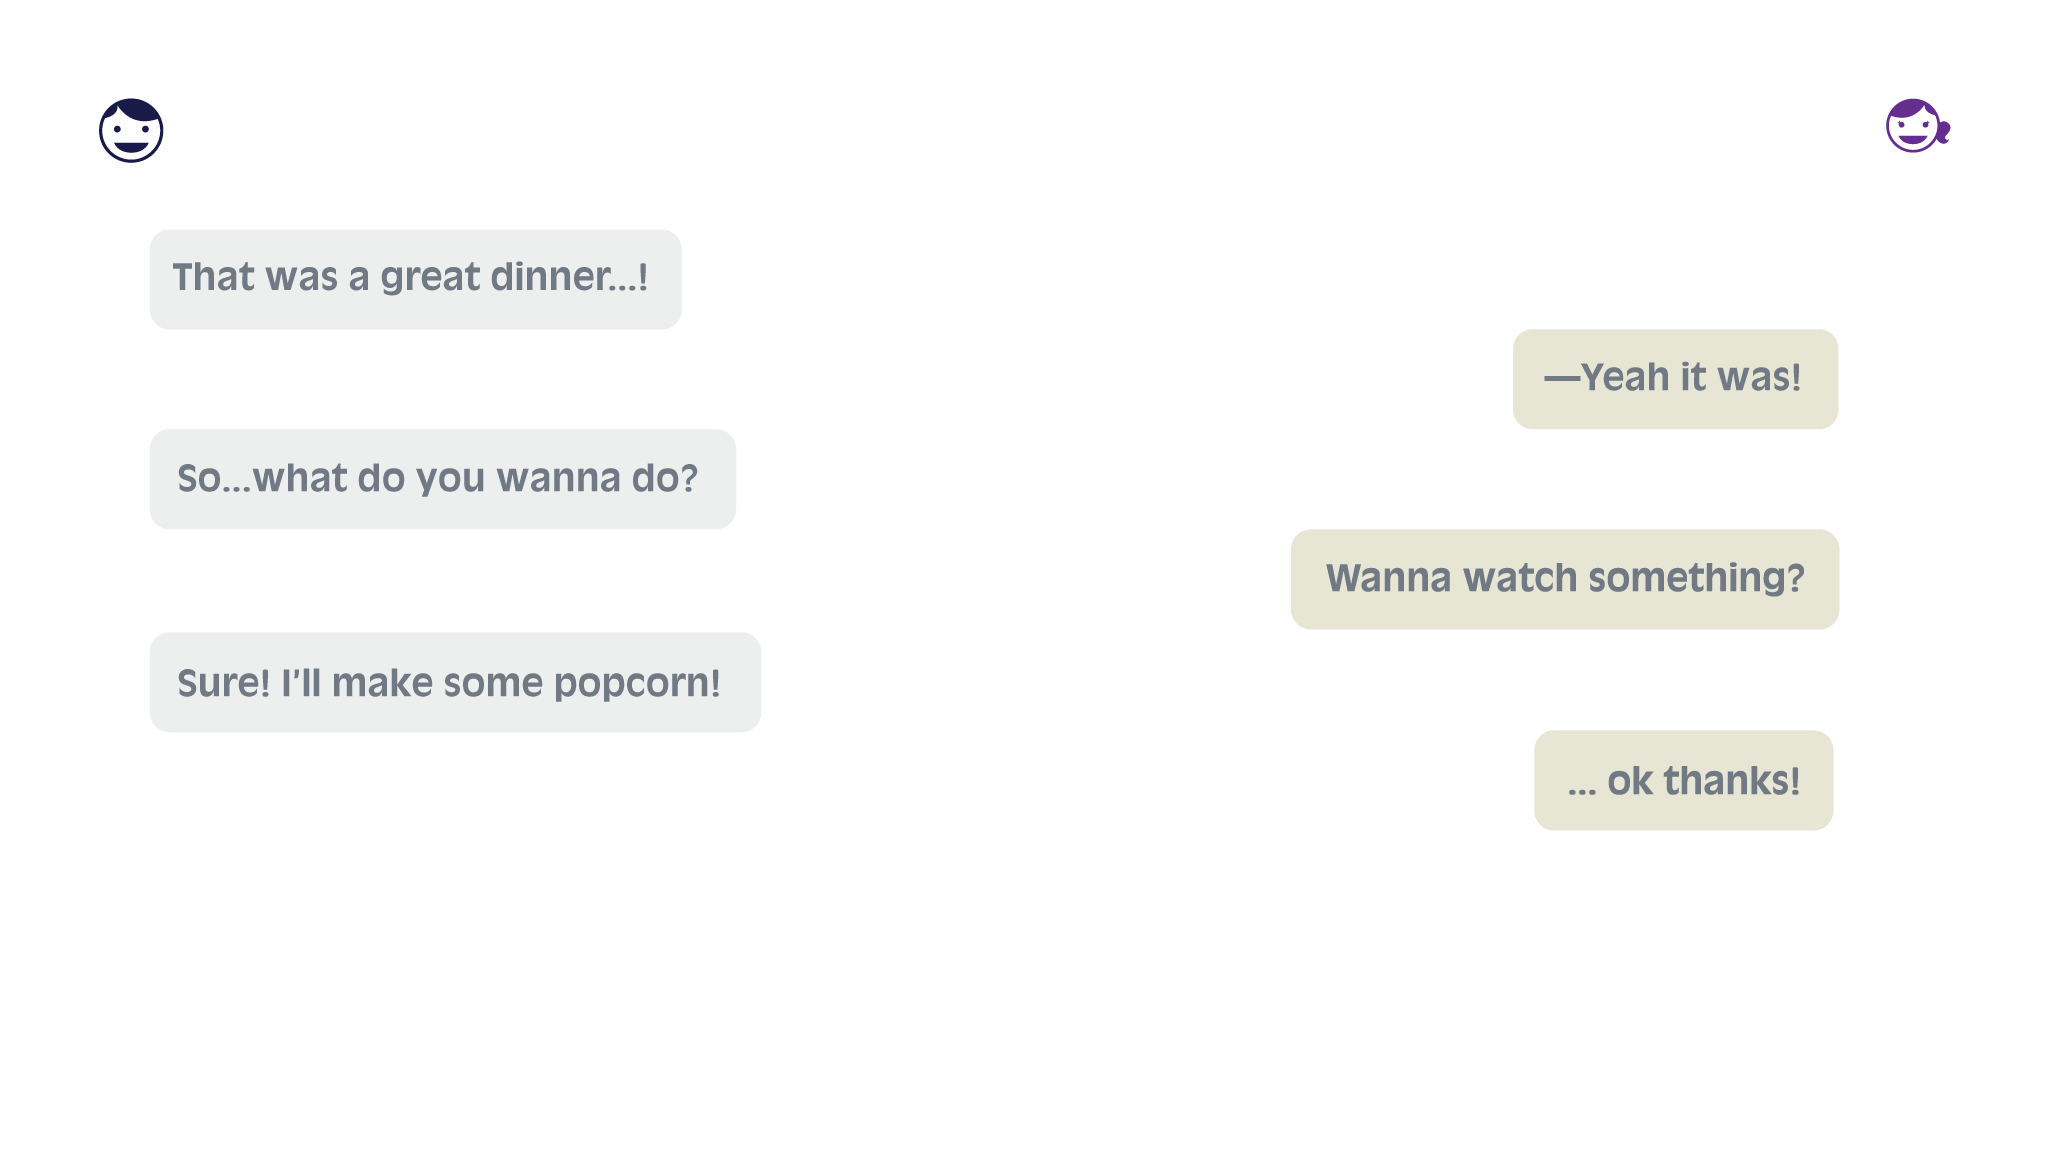 That was a great dinner...!
—Yeah it was!
So...what do you wanna do?
Wanna watch something?
Sure! I’ll make some popcorn!
... ok thanks!